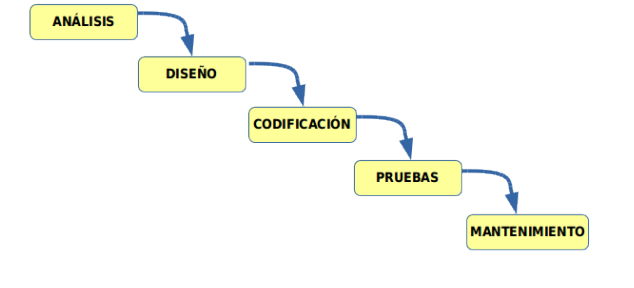 ANÁLISIS
DISEÑO
CODIFICACIÓN
PRUEBAS
MANTENIMIENTO